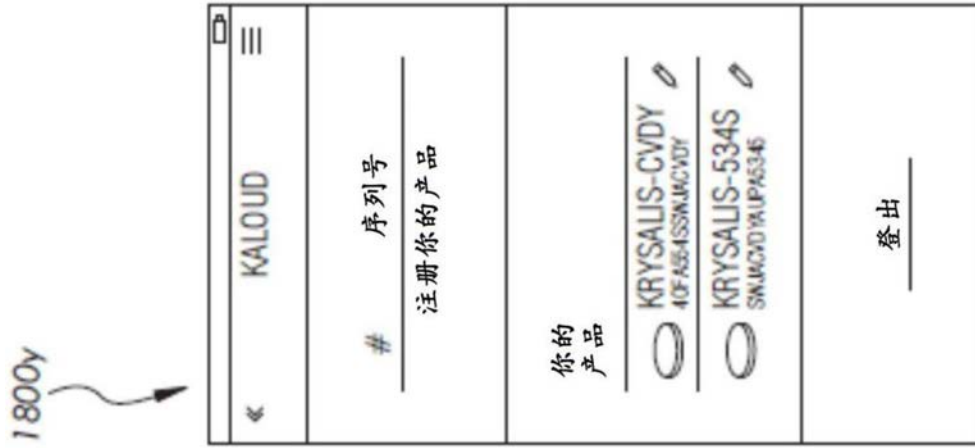 1800y
« KALOUD
# 序列号
注册你的产品
你的
产品
KRYSALIS-CVDY
KRYSALIS-534S
登出